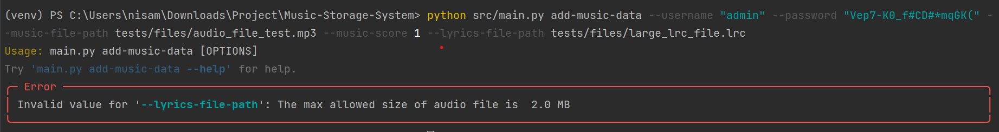 (venv) PS C:\Users\nisam\Downloads\Project\Music-Storage-System> python src/main.py add-music-data --username "admin" --password "Vep7-K0_f#CD#*mqGK(" -
-music-file-path tests/files/audio_file_test.mp3 --music-score 1 --lyrics-file-path tests/files/large_lrc_file.lrc
Usage: main.py add-music-data [OPTIONS]
Try 'main.py add-music-data --help' for help.
Error
Invalid value for '--lyrics-file-path': The max allowed size of audio file is  2.0 MB